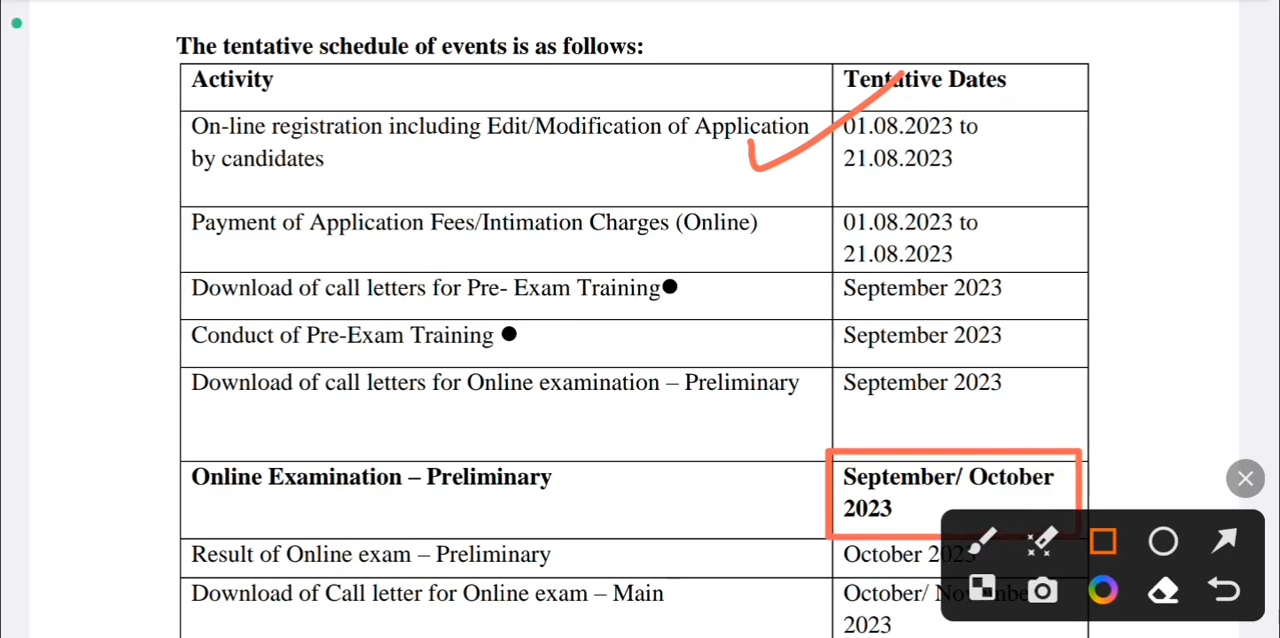 The tentative schedule of events is as follows:
Activity
Tentative Dates
On-line registration including Edit/Modification of Application
by candidates
01.08.2023 to
21.08.2023
Payment of Application Fees/Intimation Charges (Online)
01.08.2023 to
21.08.2023
Download of call letters for Pre- Exam Training●
September 2023
Conduct of Pre-Exam Training ●
September 2023
Download of call letters for Online examination – Preliminary
September 2023
Online Examination – Preliminary
September/ October
2023
Result of Online exam – Preliminary
October 2023
Download of Call letter for Online exam – Main
October/ November
2023